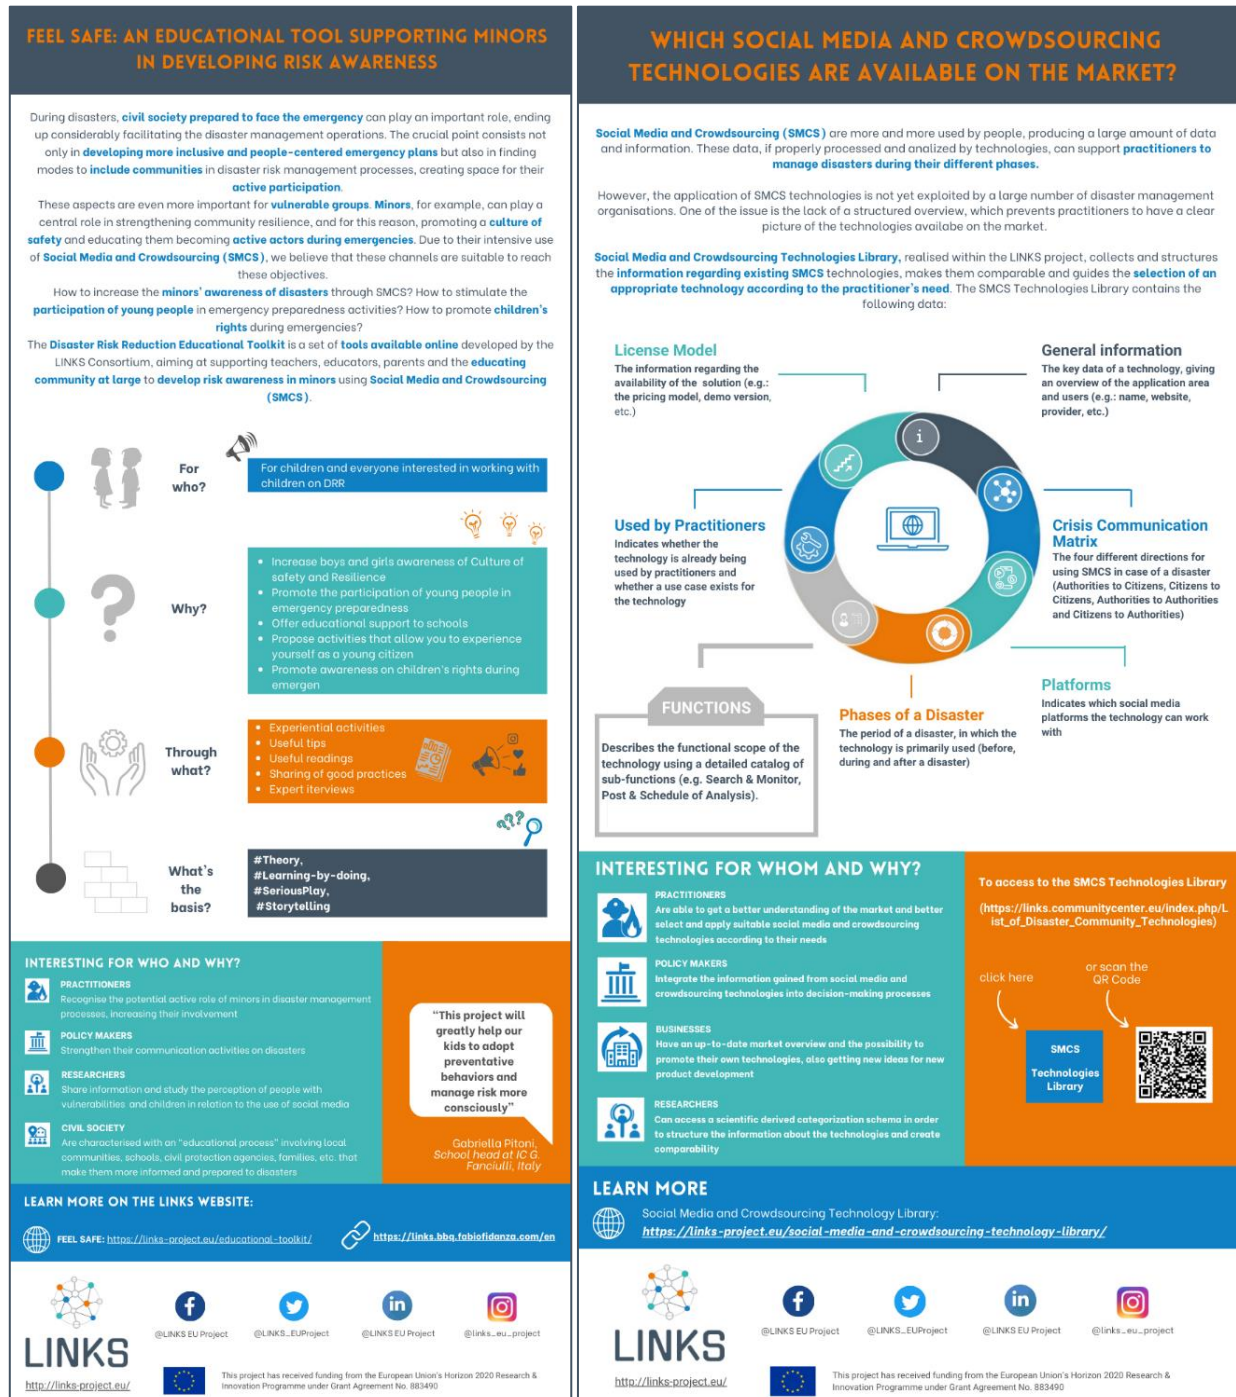 FEEL SAFE: AN EDUCATIONAL TOOL SUPPORTING MINORS
IN DEVELOPING RISK AWARENESS
During disasters, civil society prepared to face the emergency can play an important role, ending
up considerably facilitating the disaster management operations. The crucial point consists not
only in developing more inclusive and people-centered emergency plans but also in finding
modes to include communities in disaster risk management processes, creating space for their
active participation.
These aspects are even more important for vulnerable groups. Minors, for example, can play a
central role in strengthening community resilience, and for this reason, promoting a culture of
safety and educating them becoming active actors during emergencies. Due to their intensive use
of Social Media and Crowdsourcing (SMCS), we believe that these channels are suitable to reach
these objectives.
How to increase the minors' awareness of disasters through SMCS? How to stimulate the
participation of young people in emergency preparedness activities? How to promote children's
rights during emergencies?
The Disaster Risk Reduction Educational Toolkit is a set of tools available online developed by the
LINKS Consortium, aiming at supporting teachers, educators, parents and the educating
community at large to develop risk awareness in minors using Social Media and Crowdsourcing
(SMCS).
For
who?
For children and everyone interested in working with
children on DRR
Why?
• Increase boys and girls awareness of Culture of
safety and Resilience
• Promote the participation of young people in
emergency preparedness
• Offer educational support to schools
• Propose activities that allow you to experience
yourself as a young citizen
• Promote awareness on children's rights during
emergen
Through
what?
• Experiential activities
• Useful tips
• Useful readings
• Sharing of good practices
• Expert iterviews
What's
the
basis?
#Theory,
#Learning-by-doing,
#SeriousPlay,
#Storytelling
INTERESTING FOR WHO AND WHY?
PRACTITIONERS
Recognise the potential active role of minors in disaster management
processes, increasing their involvement
POLICY MAKERS
Strengthen their communication activities on disasters
RESEARCHERS
Share information and study the perception of people with
vulnerabilities and children in relation to the use of social media
CIVIL SOCIETY
Are characterised with an "educational process" involving local
communities, schools, civil protection agencies, families, etc. that
make them more informed and prepared to disasters
"This project will
greatly help our
kids to adopt
preventative
behaviors and
manage risk more
consciously"
Gabriella Pitoni,
School head at IC G.
Fanciulli, Italy
LEARN MORE ON THE LINKS WEBSITE:
FEEL SAFE: https://links-project.eu/educational-toolkit/
https://links.bbq.fabiofidanza.com/en
LINKS
http://links-project.eu/
@LINKS EU Project
@LINKS_EUProject
@LINKS EU Project
@links_eu_project
This project has received funding from the European Union's Horizon 2020 Research &
Innovation Programme under Grant Agreement No. 883490
WHICH SOCIAL MEDIA AND CROWDSOURCING
TECHNOLOGIES ARE AVAILABLE ON THE MARKET?
Social Media and Crowdsourcing (SMCS) are more and more used by people, producing a large amount of data
and information. These data, if properly processed and analized by technologies, can support practitioners to
manage disasters during their different phases.
However, the application of SMCS technologies is not yet exploited by a large number of disaster management
organisations. One of the issue is the lack of a structured overview, which prevents practitioners to have a clear
picture of the technologies availabe on the market.
Social Media and Crowdsourcing Technologies Library, realised within the LINKS project, collects and structures
the information regarding existing SMCS technologies, makes them comparable and guides the selection of an
appropriate technology according to the practitioner's need. The SMCS Technologies Library contains the
following data:
License Model
The information regarding the
availability of the solution (e.g.:
the pricing model, demo version,
etc.)
General information
The key data of a technology, giving
an overview of the application area
and users (e.g.: name, website,
provider, etc.)
i
Used by Practitioners
Indicates whether the
technology is already being
used by practitioners and
whether a use case exists for
the technology
Crisis Communication
Matrix
The four different directions for
using SMCS in case of a disaster
(Authorities to Citizens, Citizens to
Citizens, Authorities to Authorities
and Citizens to Authorities)
FUNCTIONS
Describes the functional scope of the
technology using a detailed catalog of
sub-functions (e.g. Search & Monitor,
Post & Schedule of Analysis).
Phases of a Disaster
The period of a disaster, in which the
technology is primarily used (before,
during and after a disaster)
Platforms
Indicates which social media
platforms the technology can work
with
INTERESTING FOR WHOM AND WHY?
PRACTITIONERS
Are able to get a better understanding of the market and better
select and apply suitable social media and crowdsourcing
technologies according to their needs
POLICY MAKERS
Integrate the information gained from social media and
crowdsourcing technologies into decision-making processes
BUSINESSES
Have an up-to-date market overview and the possibility to
promote their own technologies, also getting new ideas for new
product development
RESEARCHERS
Can access a scientific derived categorization schema in order
to structure the information about the technologies and create
comparability
To access to the SMCS Technologies Library
(https://links.communitycenter.eu/index.php/L
ist_of_Disaster_Community_Technologies)
click here
or scan the
QR Code
SMCS
Technologies
Library
LEARN MORE
Social Media and Crowdsourcing Technology Library:
https://links-project.eu/social-media-and-crowdsourcing-technology-library/
LINKS
http://links-project.eu/
@LINKS EU Project
@LINKS_EUProject
@LINKS EU Project
@links_eu_project
This project has received funding from the European Union's Horizon 2020 Research &
Innovation Programme under Grant Agreement No. 883490